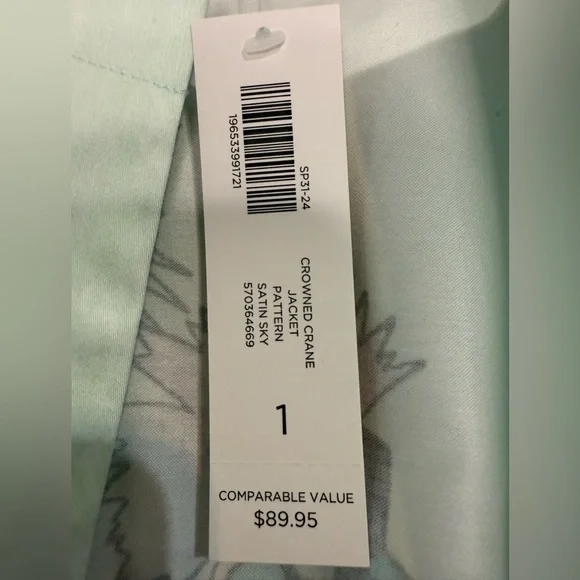 196533991721
SP31-24
CROWNED CRANE
JACKET
PATTERN
SATIN SKY
570364669
1
COMPARABLE VALUE
$89.95